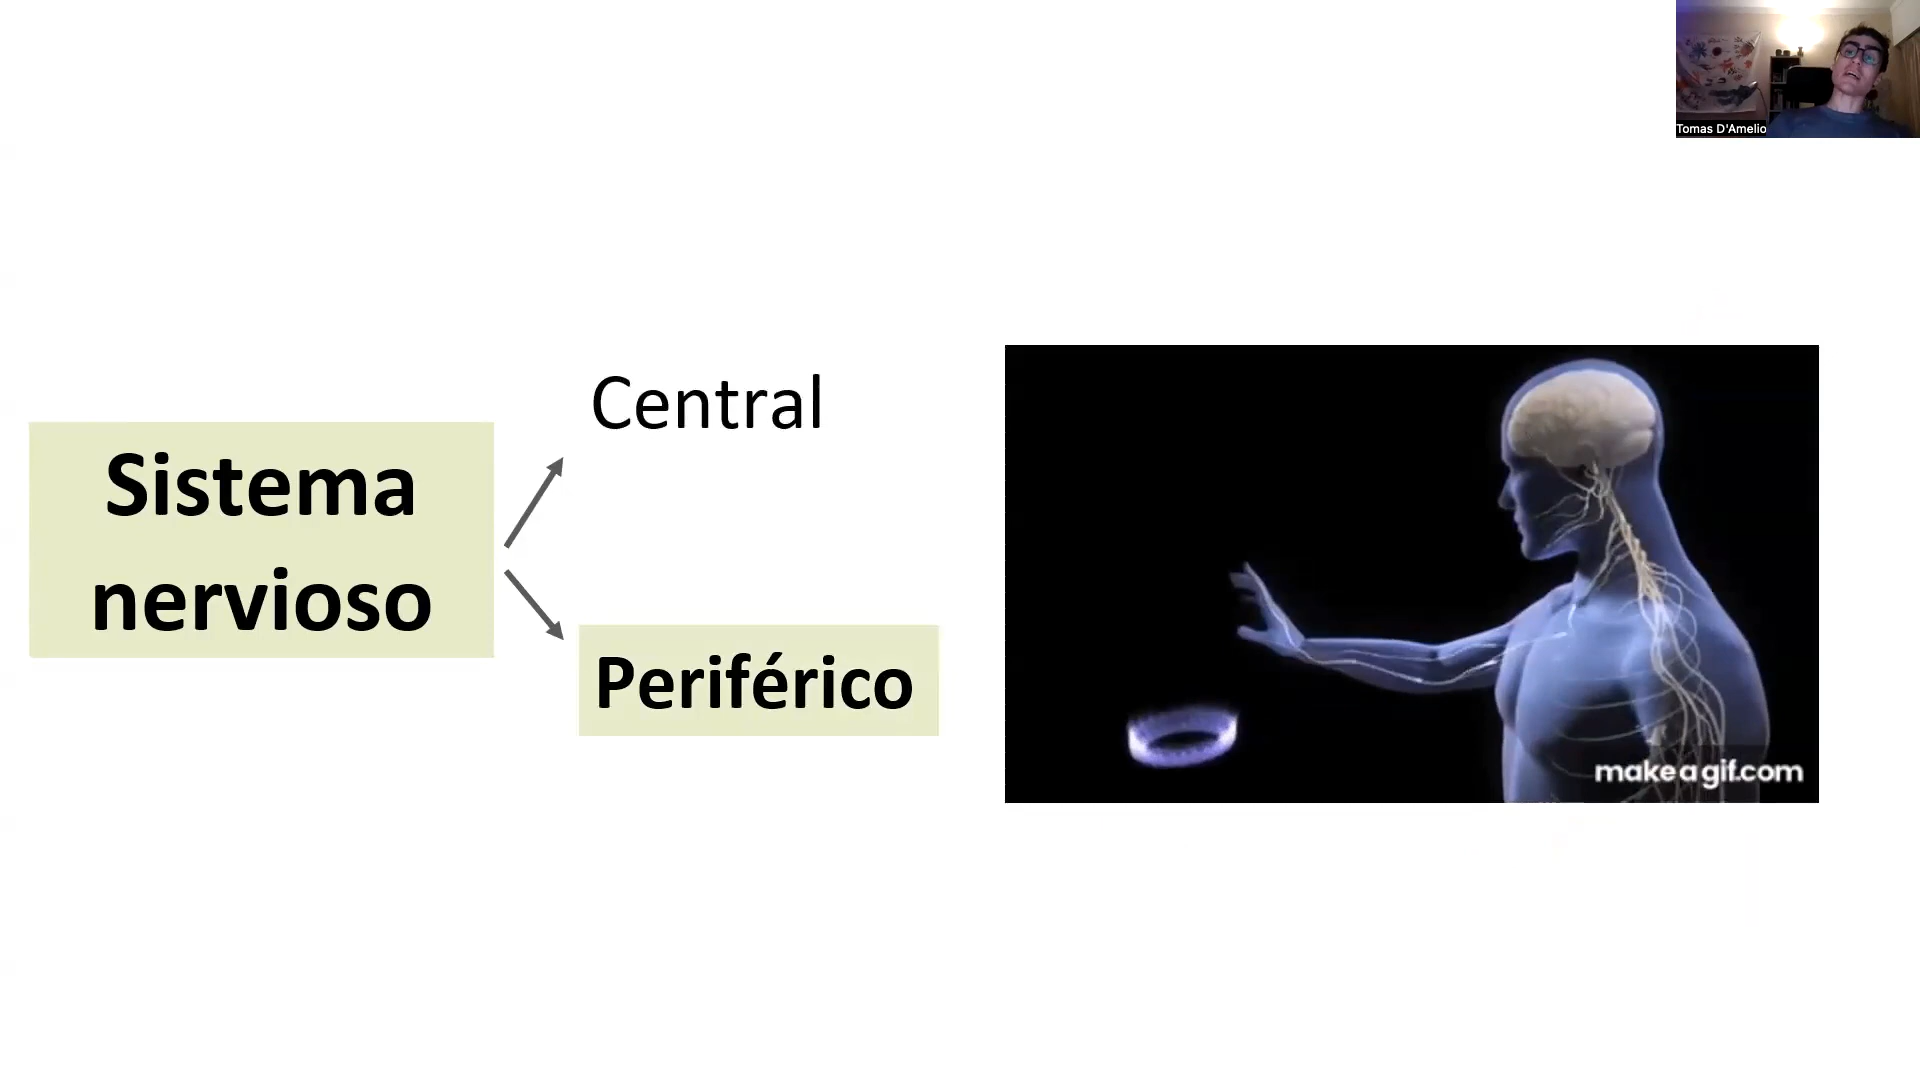 Tomas D'Amelio
Central
Sistema
nervioso
Periférico
makeagif.com